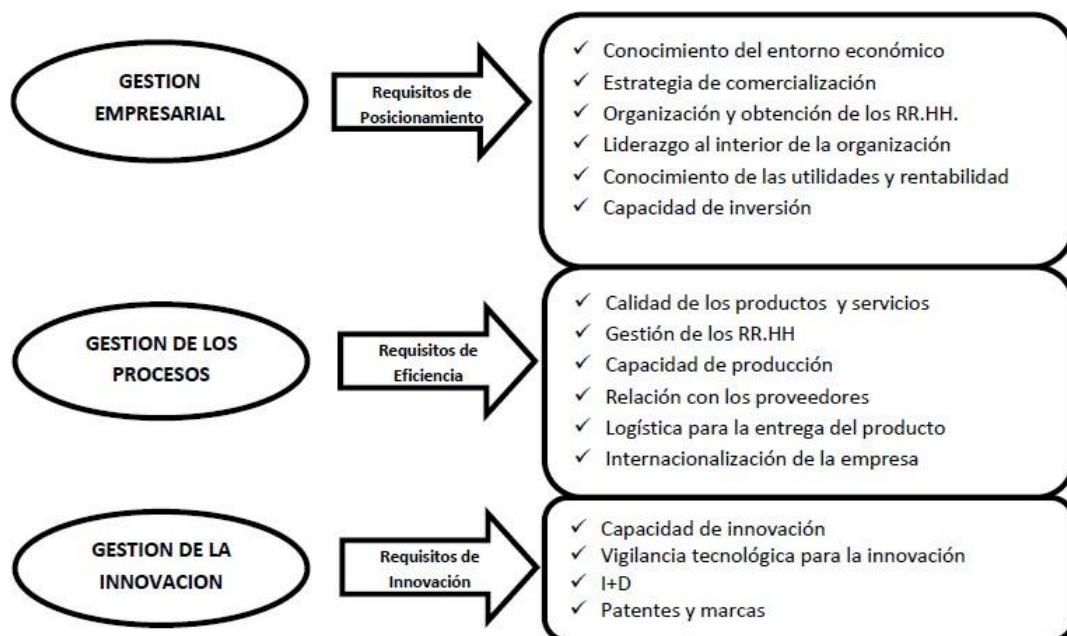 GESTION
EMPRESARIAL
Requisitos de
Posicionamiento
✓ Conocimiento del entorno económico
✓ Estrategia de comercialización
✓ Organización y obtención de los RR.HH.
✓ Liderazgo al interior de la organización
✓ Conocimiento de las utilidades y rentabilidad
✓ Capacidad de inversión
GESTION DE LOS
PROCESOS
Requisitos de
Eficiencia
✓ Calidad de los productos y servicios
✓ Gestión de los RR.HH
✓ Capacidad de producción
✓ Relación con los proveedores
✓ Logística para la entrega del producto
✓ Internacionalización de la empresa
GESTION DE LA
INNOVACION
Requisitos de
Innovación
✓ Capacidad de innovación
✓ Vigilancia tecnológica para la innovación
✓ I+D
✓ Patentes y marcas